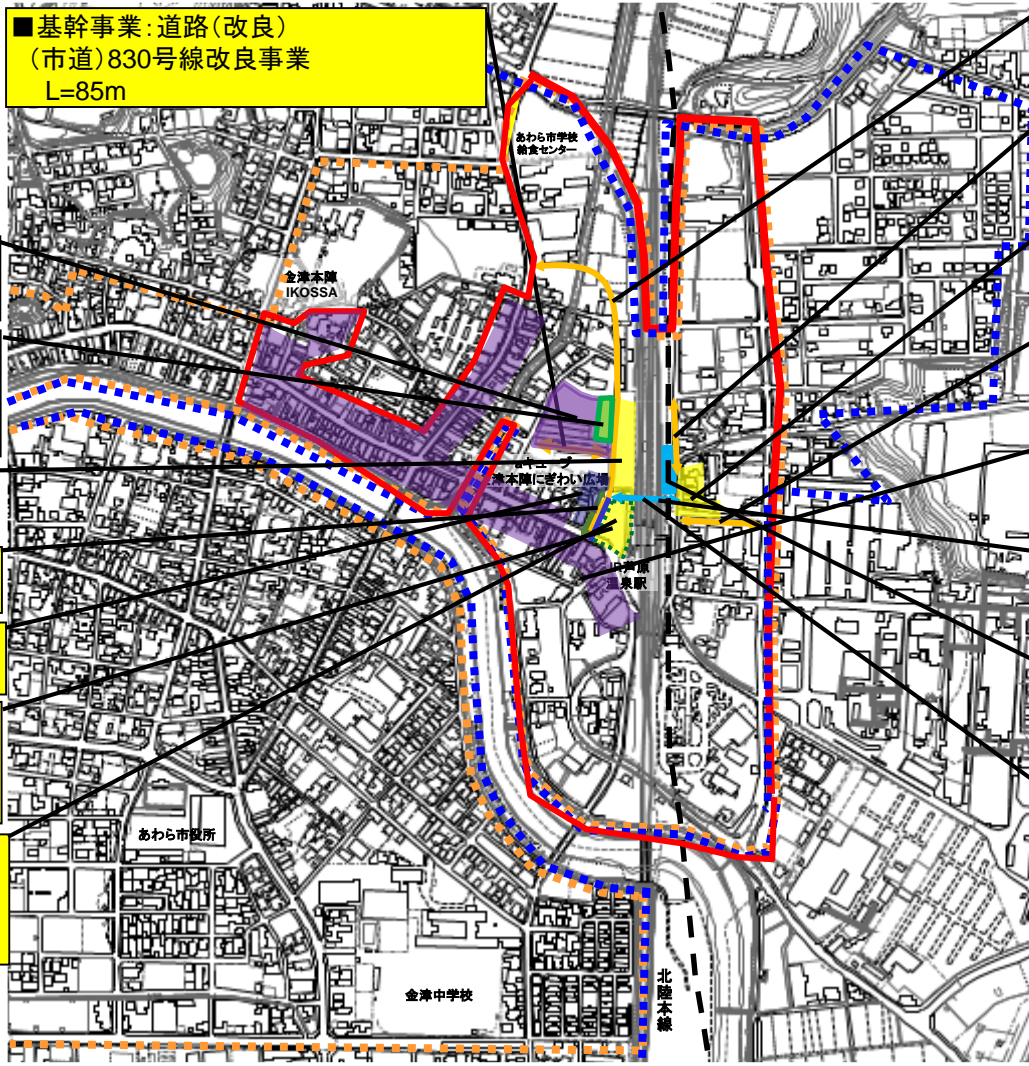 ■基幹事業：道路（改良）
（市道）830号線改良事業
L=85m
あわら市学校
給食センター
金津本陣
IKOSSA
aキューブ
津本陣にぎわい広場
JR芦原
温泉駅
あわら市役所
金津中学校
北陸本線